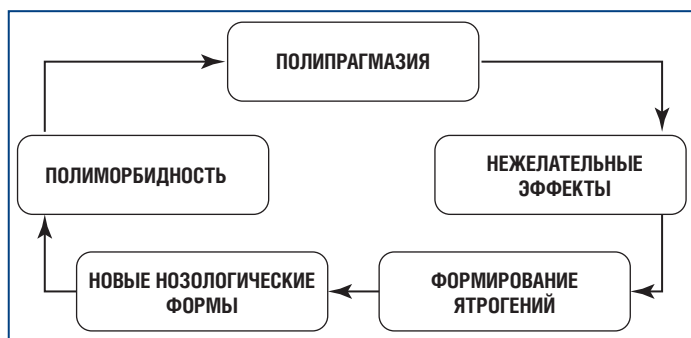 ПОЛИПРАГМАЗИЯ
ПОЛИМОРБИДНОСТЬ
НЕЖЕЛАТЕЛЬНЫЕ
ЭФФЕКТЫ
НОВЫЕ НОЗОЛОГИЧЕСКИЕ
ФОРМЫ
ФОРМИРОВАНИЕ
ЯТРОГЕНИЙ